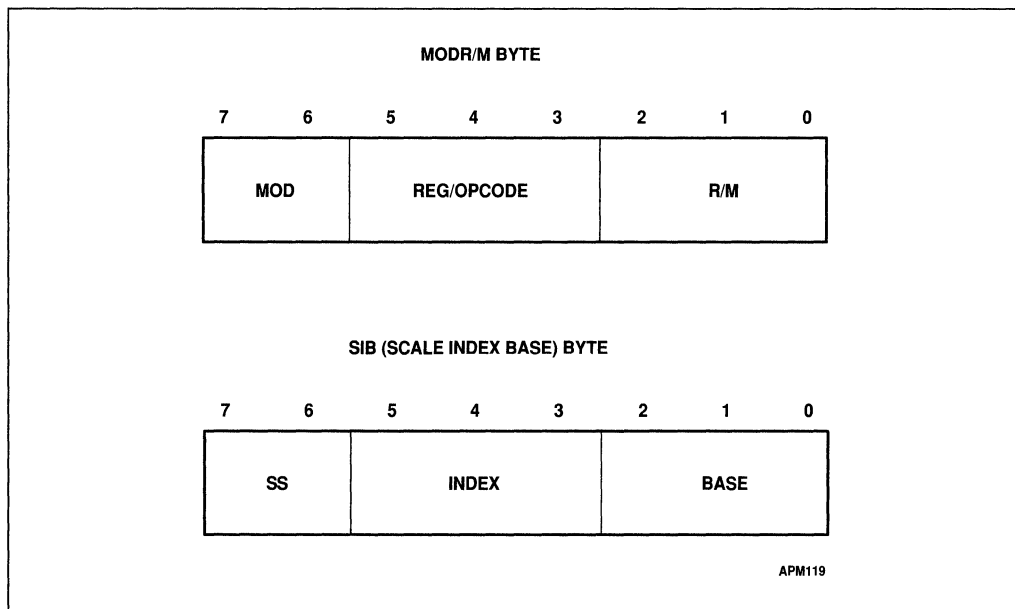 MODR/M BYTE
7 6 5 4 3 2 1 0
MOD REG/OPCODE R/M
SIB (SCALE INDEX BASE) BYTE
7 6 5 4 3 2 1 0
SS INDEX BASE
APM119